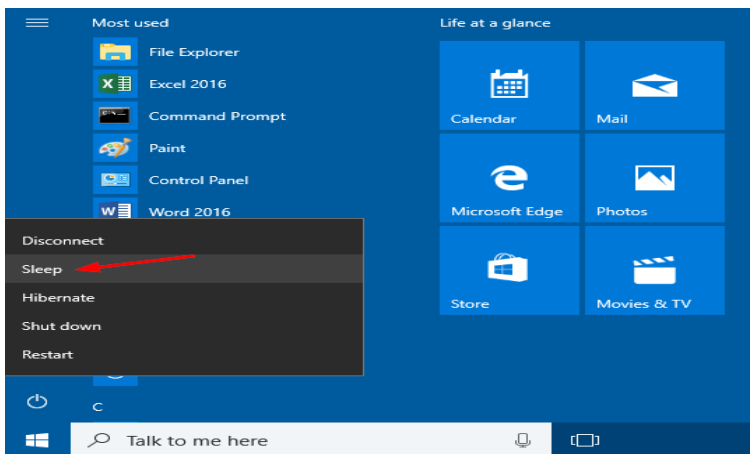 Most used
File Explorer
Excel 2016
Command Prompt
Paint
Control Panel
Word 2016
Life at a glance
Calendar
Mail
Microsoft Edge
Photos
Store
Movies & TV
Disconnect
Sleep
Hibernate
Shut down
Restart
C
Talk to me here